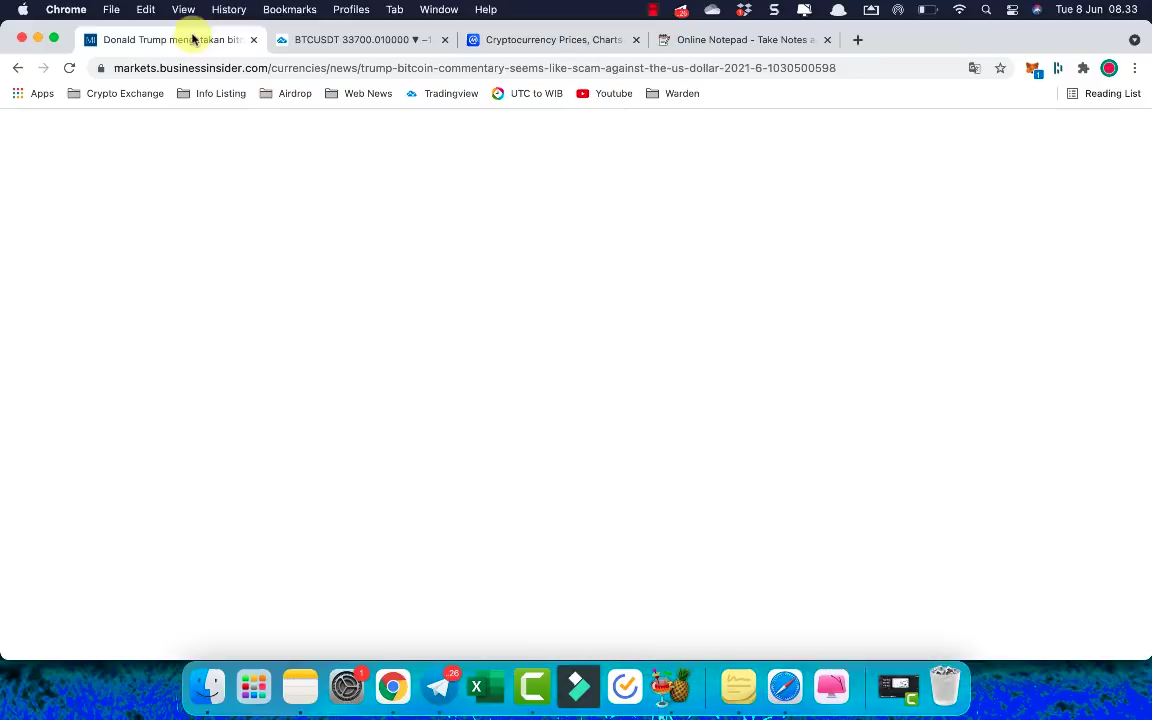 Chrome File Edit View History Bookmarks Profiles Tab Window Help Tue 8 Jun 08.33
Donald Trump mengatakan bitc BTCUSDT 33700.010000 ▼ −1 Cryptocurrency Prices, Charts Online Notepad - Take Notes a
markets.businessinsider.com/currencies/news/trump-bitcoin-commentary-seems-like-scam-against-the-us-dollar-2021-6-1030500598
Apps Crypto Exchange Info Listing Airdrop Web News Tradingview UTC to WIB Youtube Warden Reading List